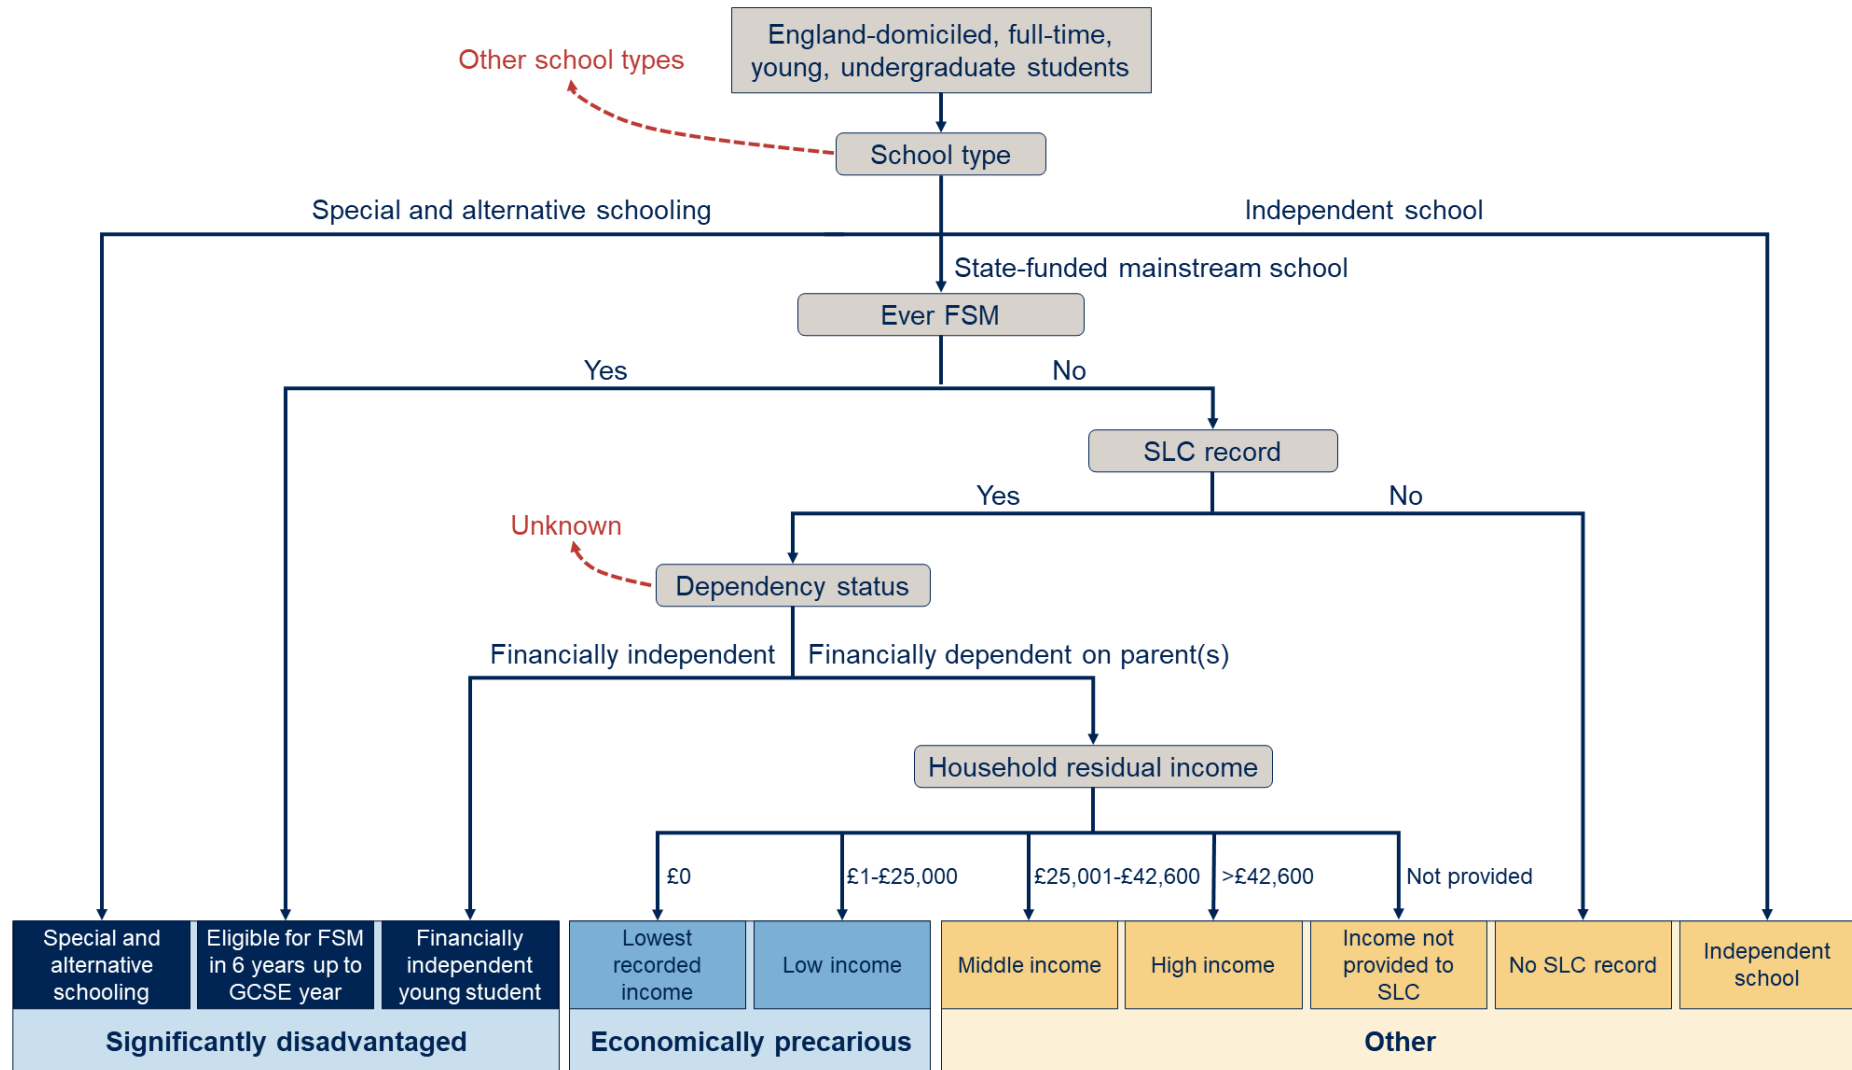 England-domiciled, full-time,
young, undergraduate students
Other school types
School type
Special and alternative schooling
Independent school
State-funded mainstream school
Ever FSM
Yes
No
SLC record
Yes
No
Unknown
Dependency status
Financially independent
Financially dependent on parent(s)
Household residual income
£0
£1-£25,000
£25,001-£42,600
>£42,600
Not provided
Special and
alternative
schooling
Eligible for FSM
in 6 years up to
GCSE year
Financially
independent
young student
Lowest
recorded
income
Low income
Middle income
High income
Income not
provided to
SLC
No SLC record
Independent
school
Significantly disadvantaged
Economically precarious
Other